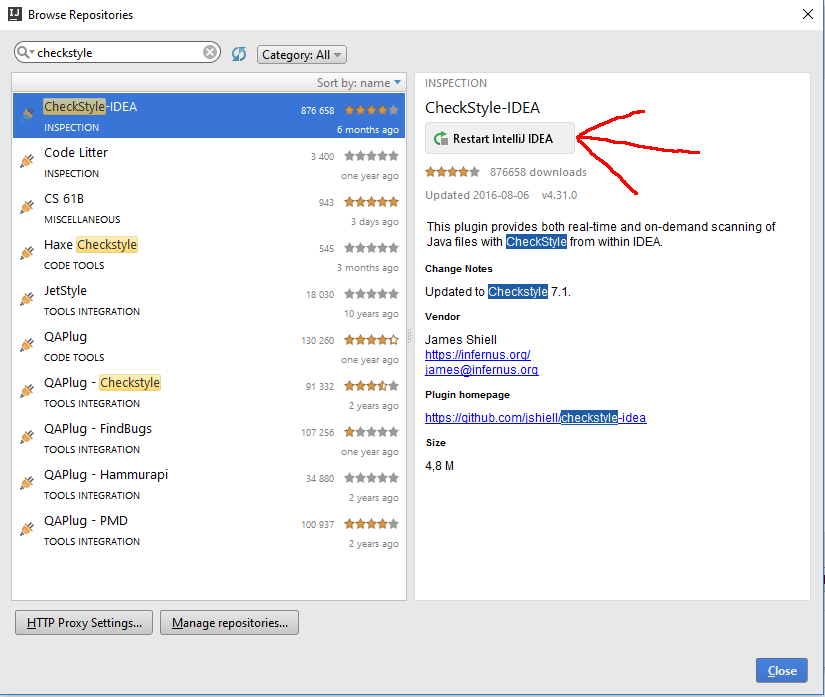 IJ Browse Repositories
checkstyle
Category: All
Sort by: name
CheckStyle-IDEA 876 658
INSPECTION 6 months ago
Code Litter 3 400
INSPECTION one year ago
CS 61B 943
MISCELLANEOUS 3 days ago
Haxe Checkstyle 545
CODE TOOLS 3 months ago
JetStyle 18 030
TOOLS INTEGRATION 10 years ago
QAPlug 130 260
CODE TOOLS one year ago
QAPlug - Checkstyle 91 332
TOOLS INTEGRATION 2 years ago
QAPlug - FindBugs 107 256
TOOLS INTEGRATION one year ago
QAPlug - Hammurapi 34 880
TOOLS INTEGRATION 2 years ago
QAPlug - PMD 100 937
TOOLS INTEGRATION 2 years ago
INSPECTION
CheckStyle-IDEA
Restart IntelliJ IDEA
876658 downloads
Updated 2016-08-06 v4.31.0
This plugin provides both real-time and on-demand scanning of
Java files with CheckStyle from within IDEA.
Change Notes
Updated to Checkstyle 7.1.
Vendor
James Shiell
https://infernus.org/
james@infernus.org
Plugin homepage
https://github.com/jshiell/checkstyle-idea
Size
4,8 M
HTTP Proxy Settings...
Manage repositories...
Close